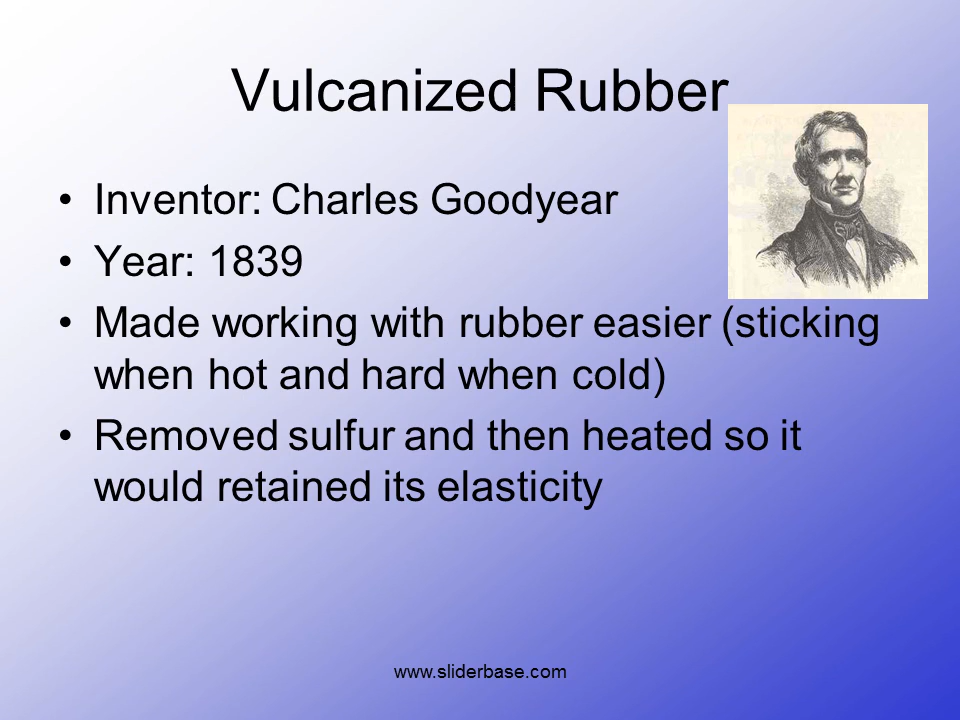 Vulcanized Rubber
• Inventor: Charles Goodyear
• Year: 1839
• Made working with rubber easier (sticking
when hot and hard when cold)
• Removed sulfur and then heated so it
would retained its elasticity
www.sliderbase.com